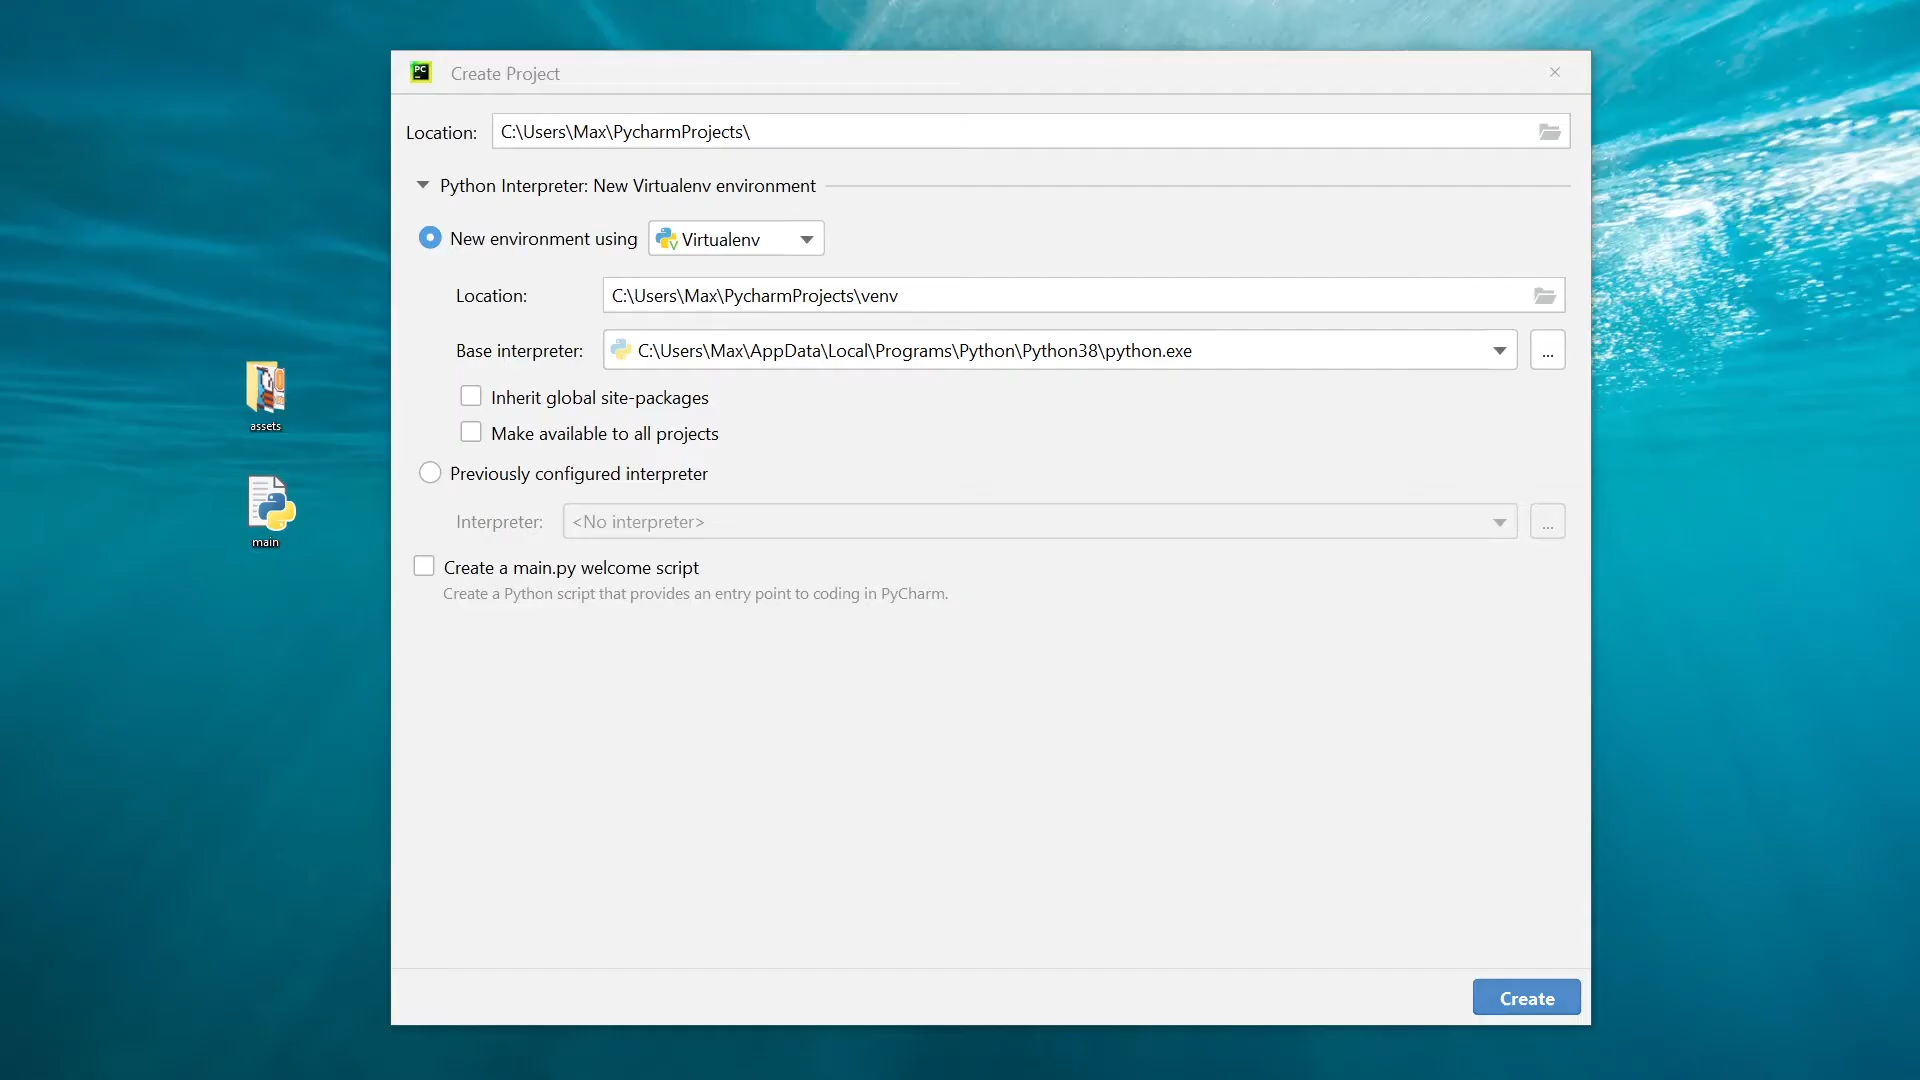 PC
Create Project
Location: C:\Users\Max\PycharmProjects\
Python Interpreter: New Virtualenv environment
New environment using Virtualenv
Location: C:\Users\Max\PycharmProjects\venv
Base interpreter: C:\Users\Max\AppData\Local\Programs\Python\Python38\python.exe ...
Inherit global site-packages
Make available to all projects
Previously configured interpreter
Interpreter: <No interpreter> ...
Create a main.py welcome script
Create a Python script that provides an entry point to coding in PyCharm.
Create
assets
main